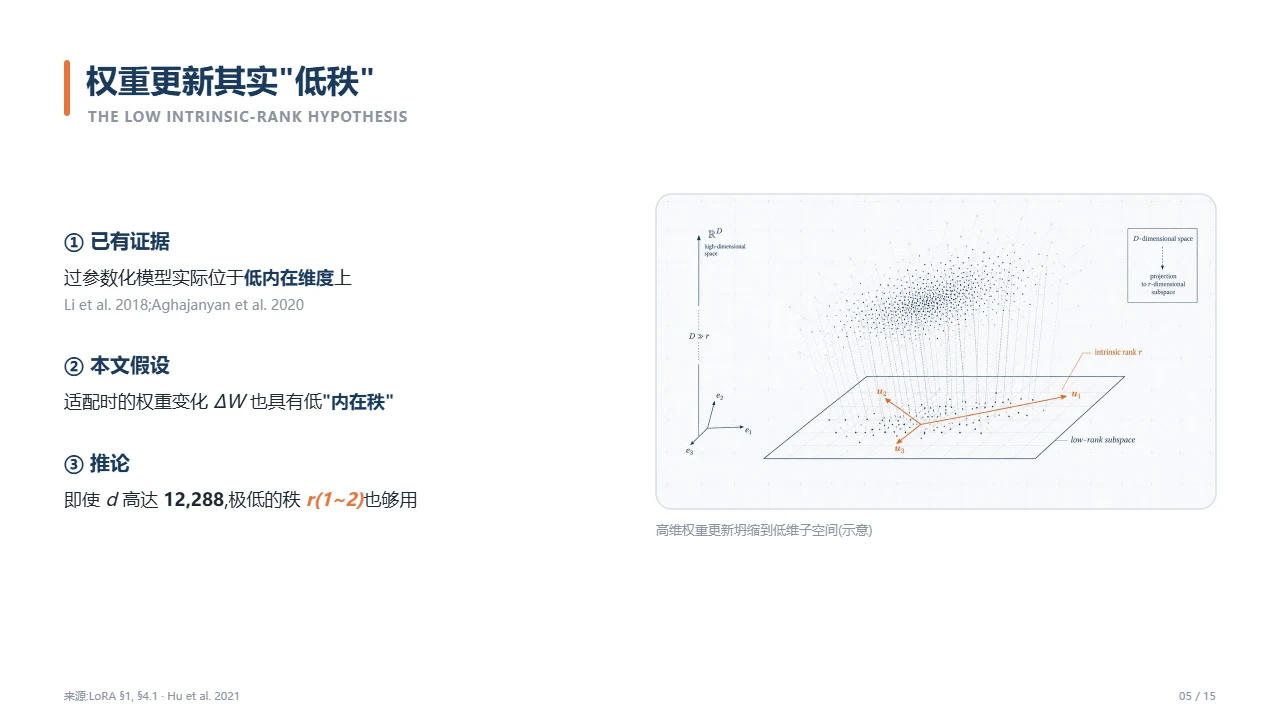 权重更新其实"低秩"
THE LOW INTRINSIC-RANK HYPOTHESIS
① 已有证据
过参数化模型实际位于低内在维度上
Li et al. 2018;Aghajanyan et al. 2020
② 本文假设
适配时的权重变化 ΔW 也具有低"内在秩"
③ 推论
即使 d 高达 12,288,极低的秩 r(1~2)也够用
ℝᴰ
high-dimensional
space
D ≫ r
e₂
e₁
e₃
D-dimensional space
projection
to r-dimensional
subspace
intrinsic rank r
u₂
u₁
u₃
low-rank subspace
高维权重更新坍缩到低维子空间(示意)
来源:LoRA §1, §4.1 · Hu et al. 2021
05 / 15